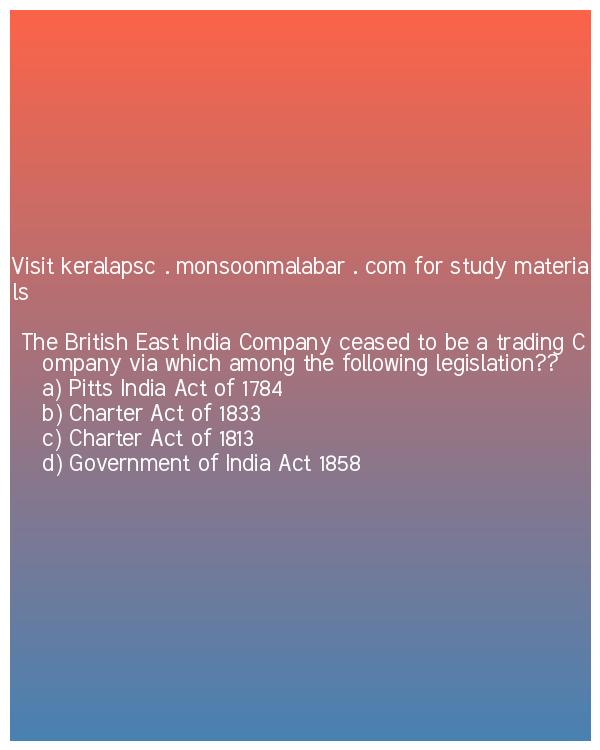 Visit keralapsc . monsoonmalabar . com for study materia
ls
The British East India Company ceased to be a trading C
ompany via which among the following legislation??
a) Pitts India Act of 1784
b) Charter Act of 1833
c) Charter Act of 1813
d) Government of India Act 1858